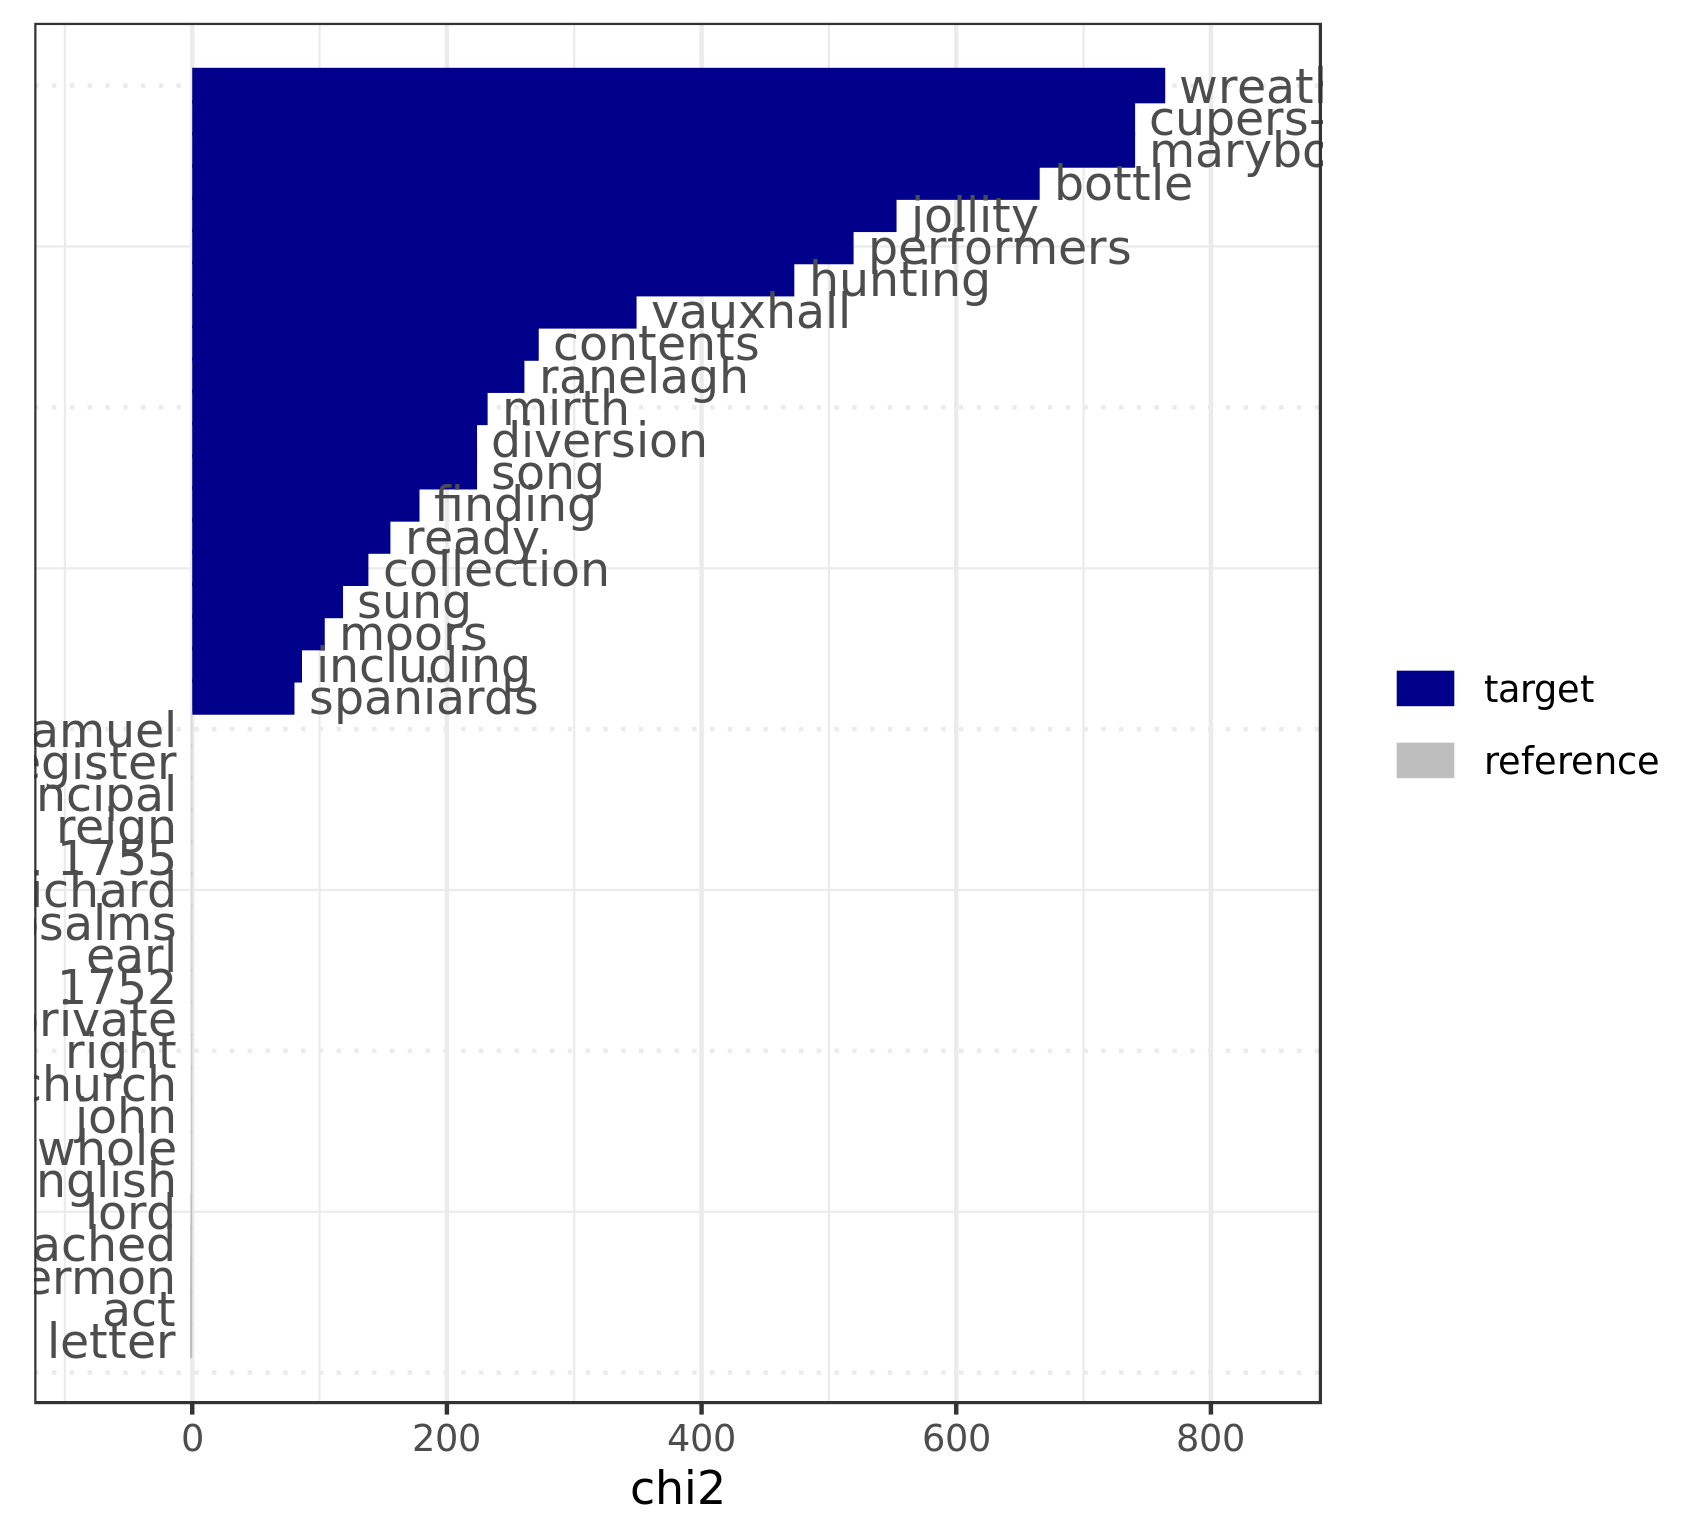 wreath
cupers-
marybo
bottle
jollity
performers
hunting
vauxhall
contents
ranelagh
mirth
diversion
song
finding
ready
collection
sung
moors
including
spaniards
amuel
egister
ncipal
reign
1755
ichard
salms
earl
1752
rivate
right
church
john
whole
nglish
lord
ached
ermon
act
letter
target
reference
0 200 400 600 800
chi2